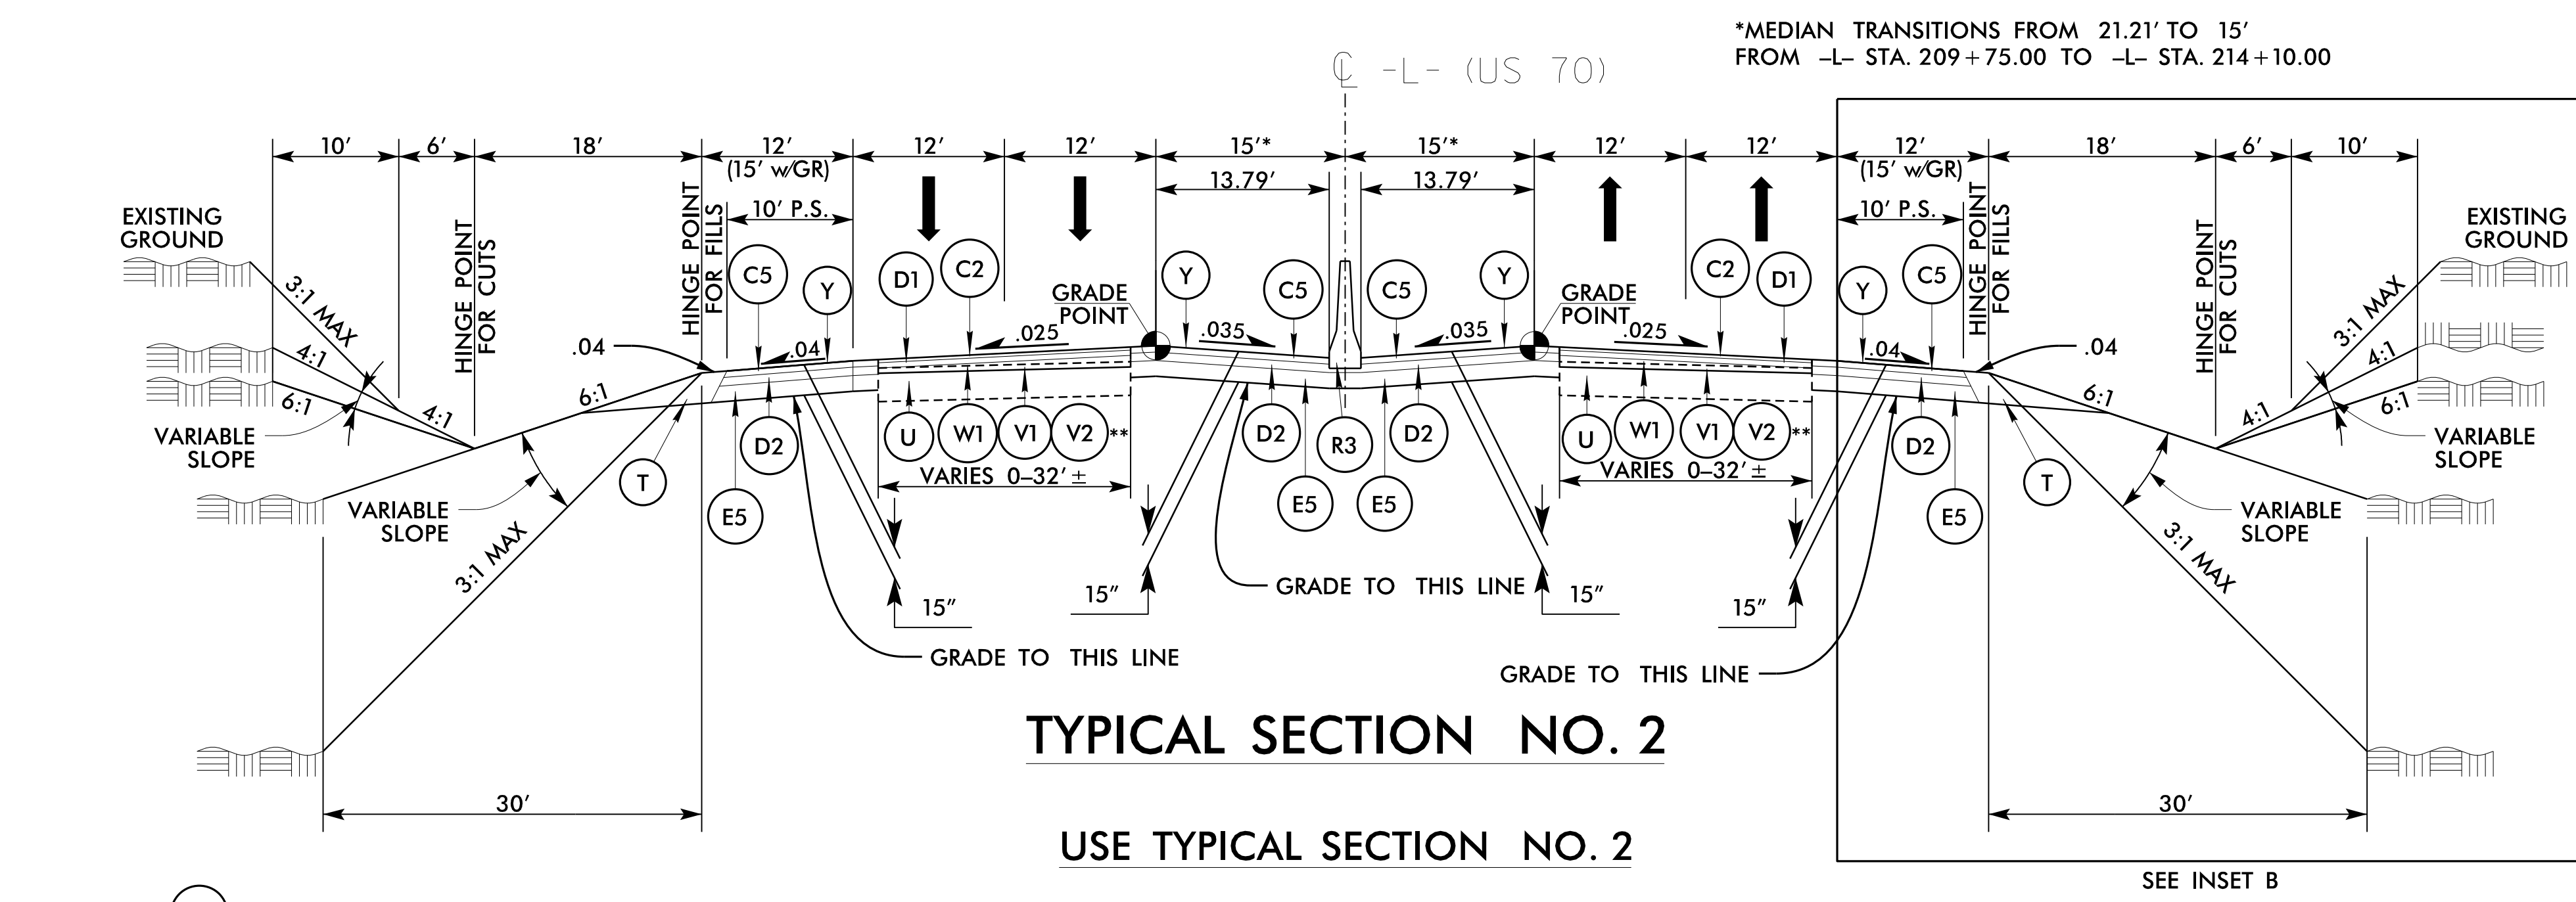 *MEDIAN TRANSITIONS FROM 21.21' TO 15'
FROM -L- STA. 209+75.00 TO -L- STA. 214+10.00
℄ -L- (US 70)
10' 6' 18' 12' 12' 12' 15'* 15'* 12' 12' 12' 18' 6' 10'
(15' w/GR) (15' w/GR)
13.79' 13.79'
10' P.S. 10' P.S.
EXISTING
GROUND
HINGE POINT
FOR CUTS
HINGE POINT
FOR FILLS
HINGE POINT
FOR FILLS
HINGE POINT
FOR CUTS
EXISTING
GROUND
C5 Y D1 C2 Y C5 C5 Y C2 D1 Y C5
GRADE
POINT
GRADE
POINT
3:1 MAX
4:1
6:1
4:1
6:1
.04
.04
.025
.035
.035
.025
.04
.04
6:1
4:1
3:1 MAX
4:1
6:1
VARIABLE
SLOPE
VARIABLE
SLOPE
VARIABLE
SLOPE
VARIABLE
SLOPE
T E5 D2 U W1 V1 V2 ** D2 E5 R3 E5 D2 U W1 V1 V2 ** D2 E5 T
VARIES 0-32' ±
VARIES 0-32' ±
3:1 MAX
3:1 MAX
15" 15" 15" 15"
GRADE TO THIS LINE
GRADE TO THIS LINE
GRADE TO THIS LINE
TYPICAL SECTION NO. 2
30' 30'
USE TYPICAL SECTION NO. 2
SEE INSET B